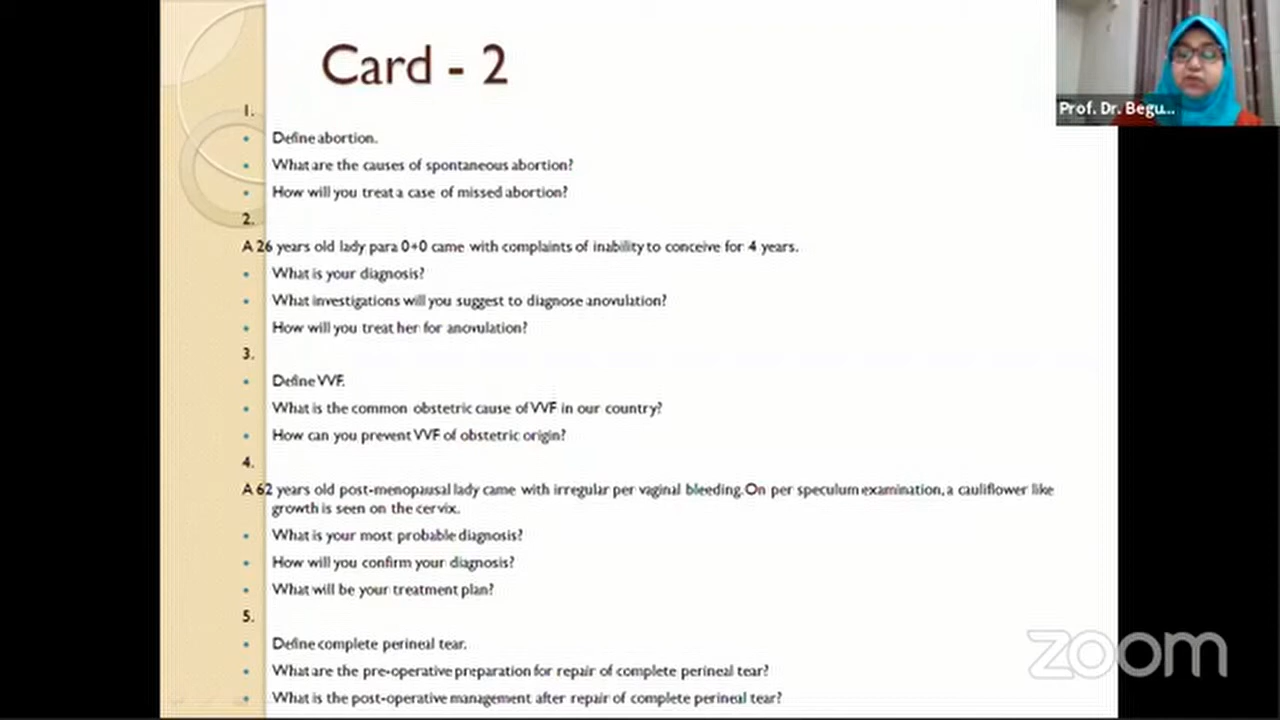 Card - 2
Prof. Dr. Begu...
1.
• Define abortion.
• What are the causes of spontaneous abortion?
• How will you treat a case of missed abortion?
2.
A 26 years old lady para 0+0 came with complaints of inability to conceive for 4 years.
• What is your diagnosis?
• What investigations will you suggest to diagnose anovulation?
• How will you treat her for anovulation?
3.
• Define VVF.
• What is the common obstetric cause of VVF in our country?
• How can you prevent VVF of obstetric origin?
4.
A 62 years old post-menopausal lady came with irregular per vaginal bleeding. On per speculum examination, a cauliflower like
growth is seen on the cervix.
• What is your most probable diagnosis?
• How will you confirm your diagnosis?
• What will be your treatment plan?
5.
• Define complete perineal tear.
• What are the pre-operative preparation for repair of complete perineal tear?
• What is the post-operative management after repair of complete perineal tear?
zoom